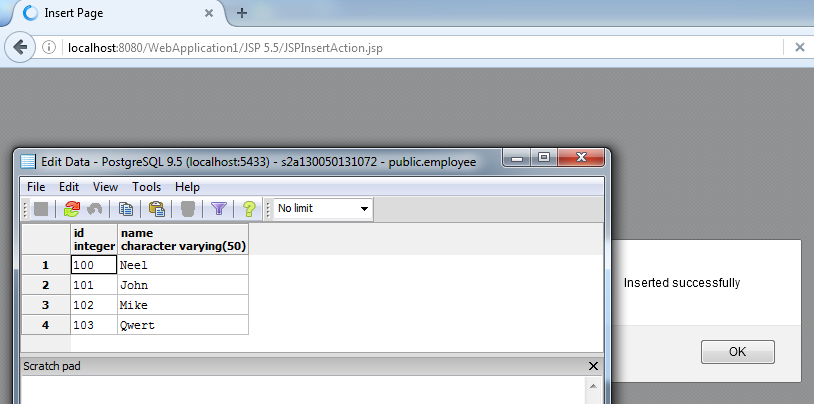 Insert Page
localhost:8080/WebApplication1/JSP 5.5/JSPInsertAction.jsp
Edit Data - PostgreSQL 9.5 (localhost:5433) - s2a130050131072 - public.employee
File Edit View Tools Help
No limit
id name
integer character varying(50)
1 100 Neel
2 101 John
3 102 Mike
4 103 Qwert
Inserted successfully
OK
Scratch pad